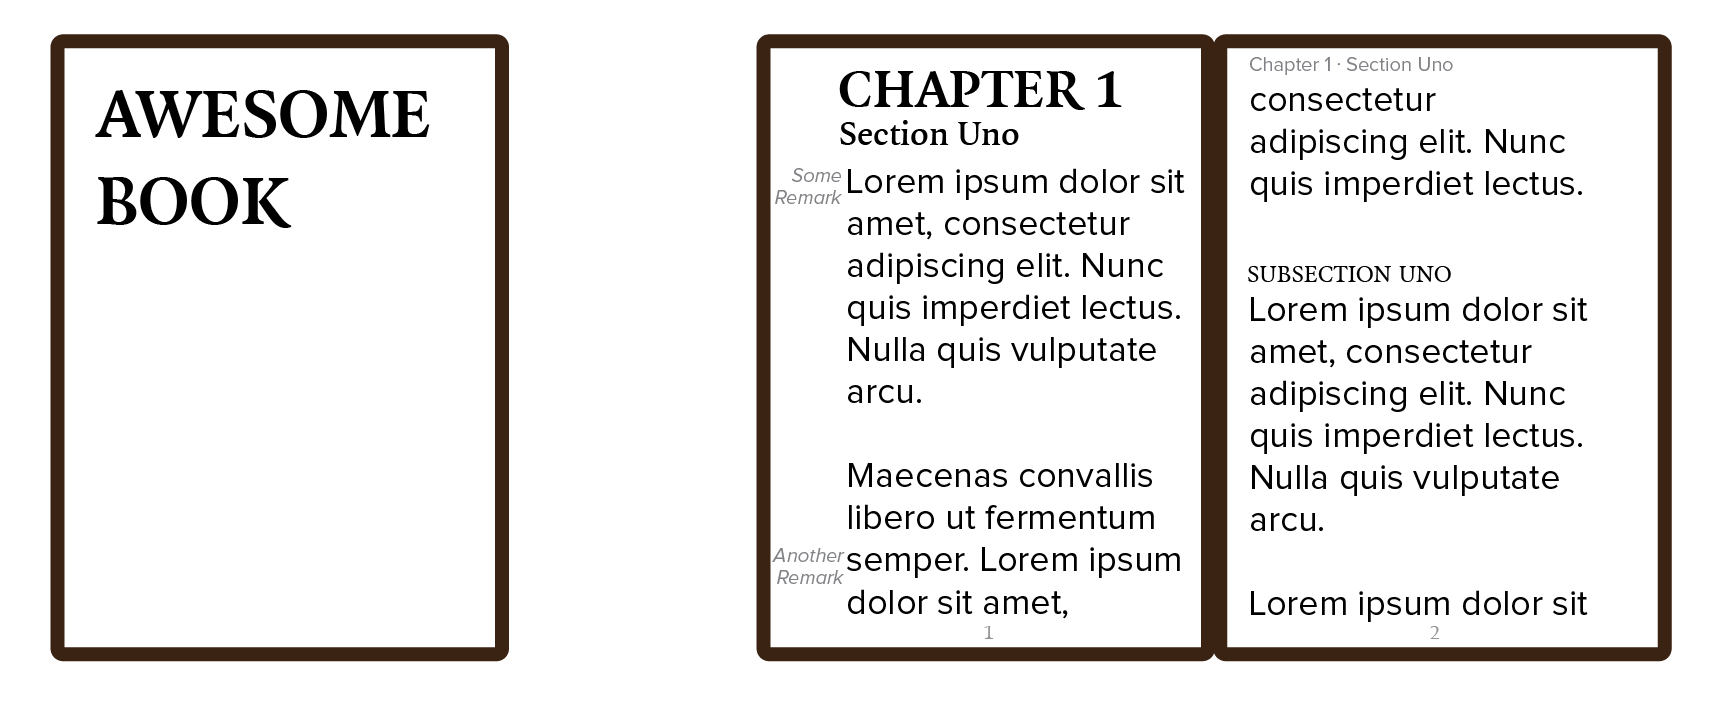 AWESOME
BOOK
CHAPTER 1
Section Uno
Some
Remark
Lorem ipsum dolor sit
amet, consectetur
adipiscing elit. Nunc
quis imperdiet lectus.
Nulla quis vulputate
arcu.
Maecenas convallis
libero ut fermentum
Another
Remark
semper. Lorem ipsum
dolor sit amet,
1
Chapter 1 · Section Uno
consectetur
adipiscing elit. Nunc
quis imperdiet lectus.
SUBSECTION UNO
Lorem ipsum dolor sit
amet, consectetur
adipiscing elit. Nunc
quis imperdiet lectus.
Nulla quis vulputate
arcu.
Lorem ipsum dolor sit
2